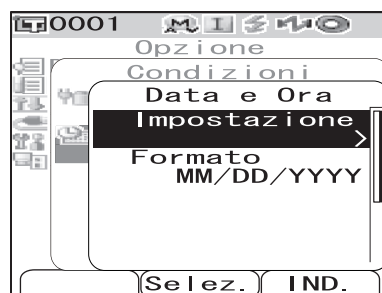 0001 M I
Opzione
Condizioni
Data e Ora
Impostazione
>
Formato
MM/DD/YYYY
Selez. IND.